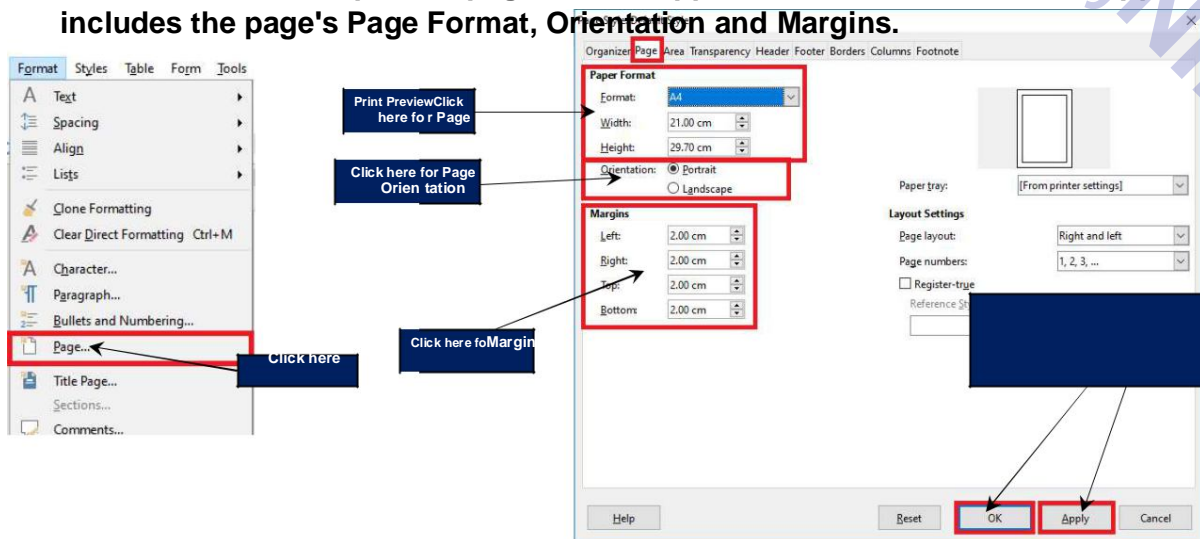 includes the page's Page Format, Orientation and Margins.
Format Styles Table Form Tools
Text
Spacing
Align
Lists
Clone Formatting
Clear Direct Formatting Ctrl+M
Character...
Paragraph...
Bullets and Numbering...
Page...
Title Page...
Sections...
Comments...
Click here
Print PreviewClick
here fo r Page
Click here for Page
Orien tation
Click here foMargin
Organizer Page Area Transparency Header Footer Borders Columns Footnote
Paper Format
Format: A4
Width: 21.00 cm
Height: 29.70 cm
Orientation: Portrait
Landscape
Paper tray: [From printer settings]
Margins
Left: 2.00 cm
Right: 2.00 cm
Top: 2.00 cm
Bottom: 2.00 cm
Layout Settings
Page layout: Right and left
Page numbers: 1, 2, 3, ...
Register-true
Reference
Help Reset OK Apply Cancel